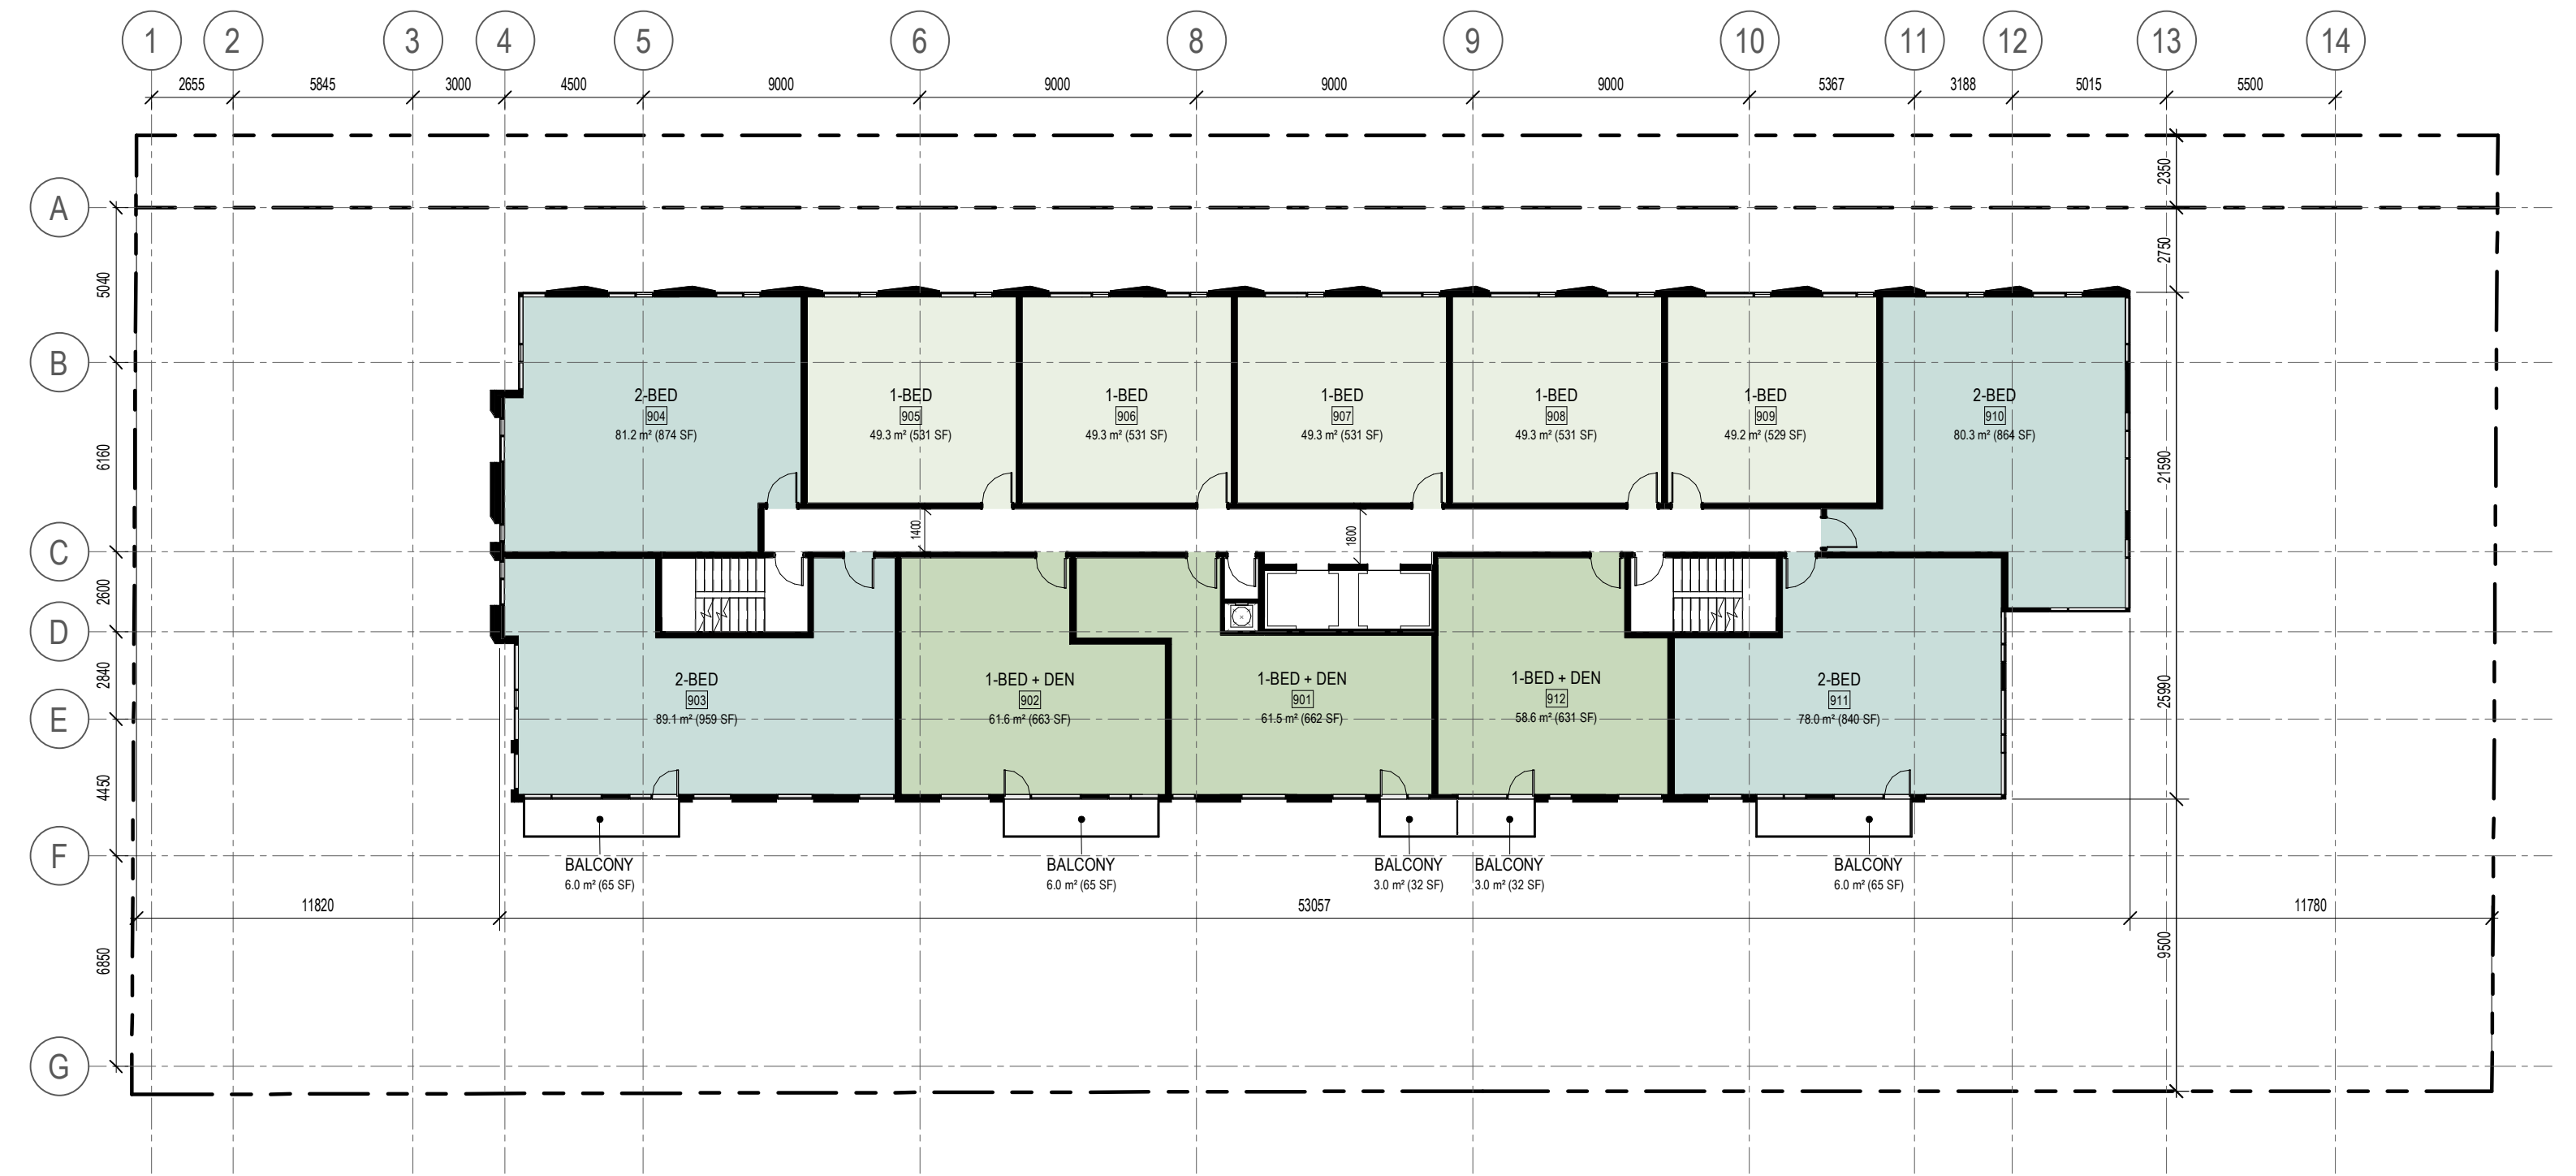 1 2 3 4 5 6 8 9 10 11 12 13 14
2655 5845 3000 4500 9000 9000 9000 9000 5367 3188 5015 5500
2350
A
2750
5040
B
2-BED
904
81.2 m² (874 SF)
1-BED
905
49.3 m² (531 SF)
1-BED
906
49.3 m² (531 SF)
1-BED
907
49.3 m² (531 SF)
1-BED
908
49.3 m² (531 SF)
1-BED
909
49.2 m² (529 SF)
2-BED
910
80.3 m² (864 SF)
6160
21590
1400
1800
C
2600
D
2840
2-BED
903
89.1 m² (959 SF)
1-BED + DEN
902
61.6 m² (663 SF)
1-BED + DEN
901
61.5 m² (662 SF)
1-BED + DEN
912
58.6 m² (631 SF)
2-BED
911
78.0 m² (840 SF)
25990
E
4450
F
BALCONY
6.0 m² (65 SF)
BALCONY
6.0 m² (65 SF)
BALCONY
3.0 m² (32 SF)
BALCONY
3.0 m² (32 SF)
BALCONY
6.0 m² (65 SF)
11820 53057 11780
6850
9500
G